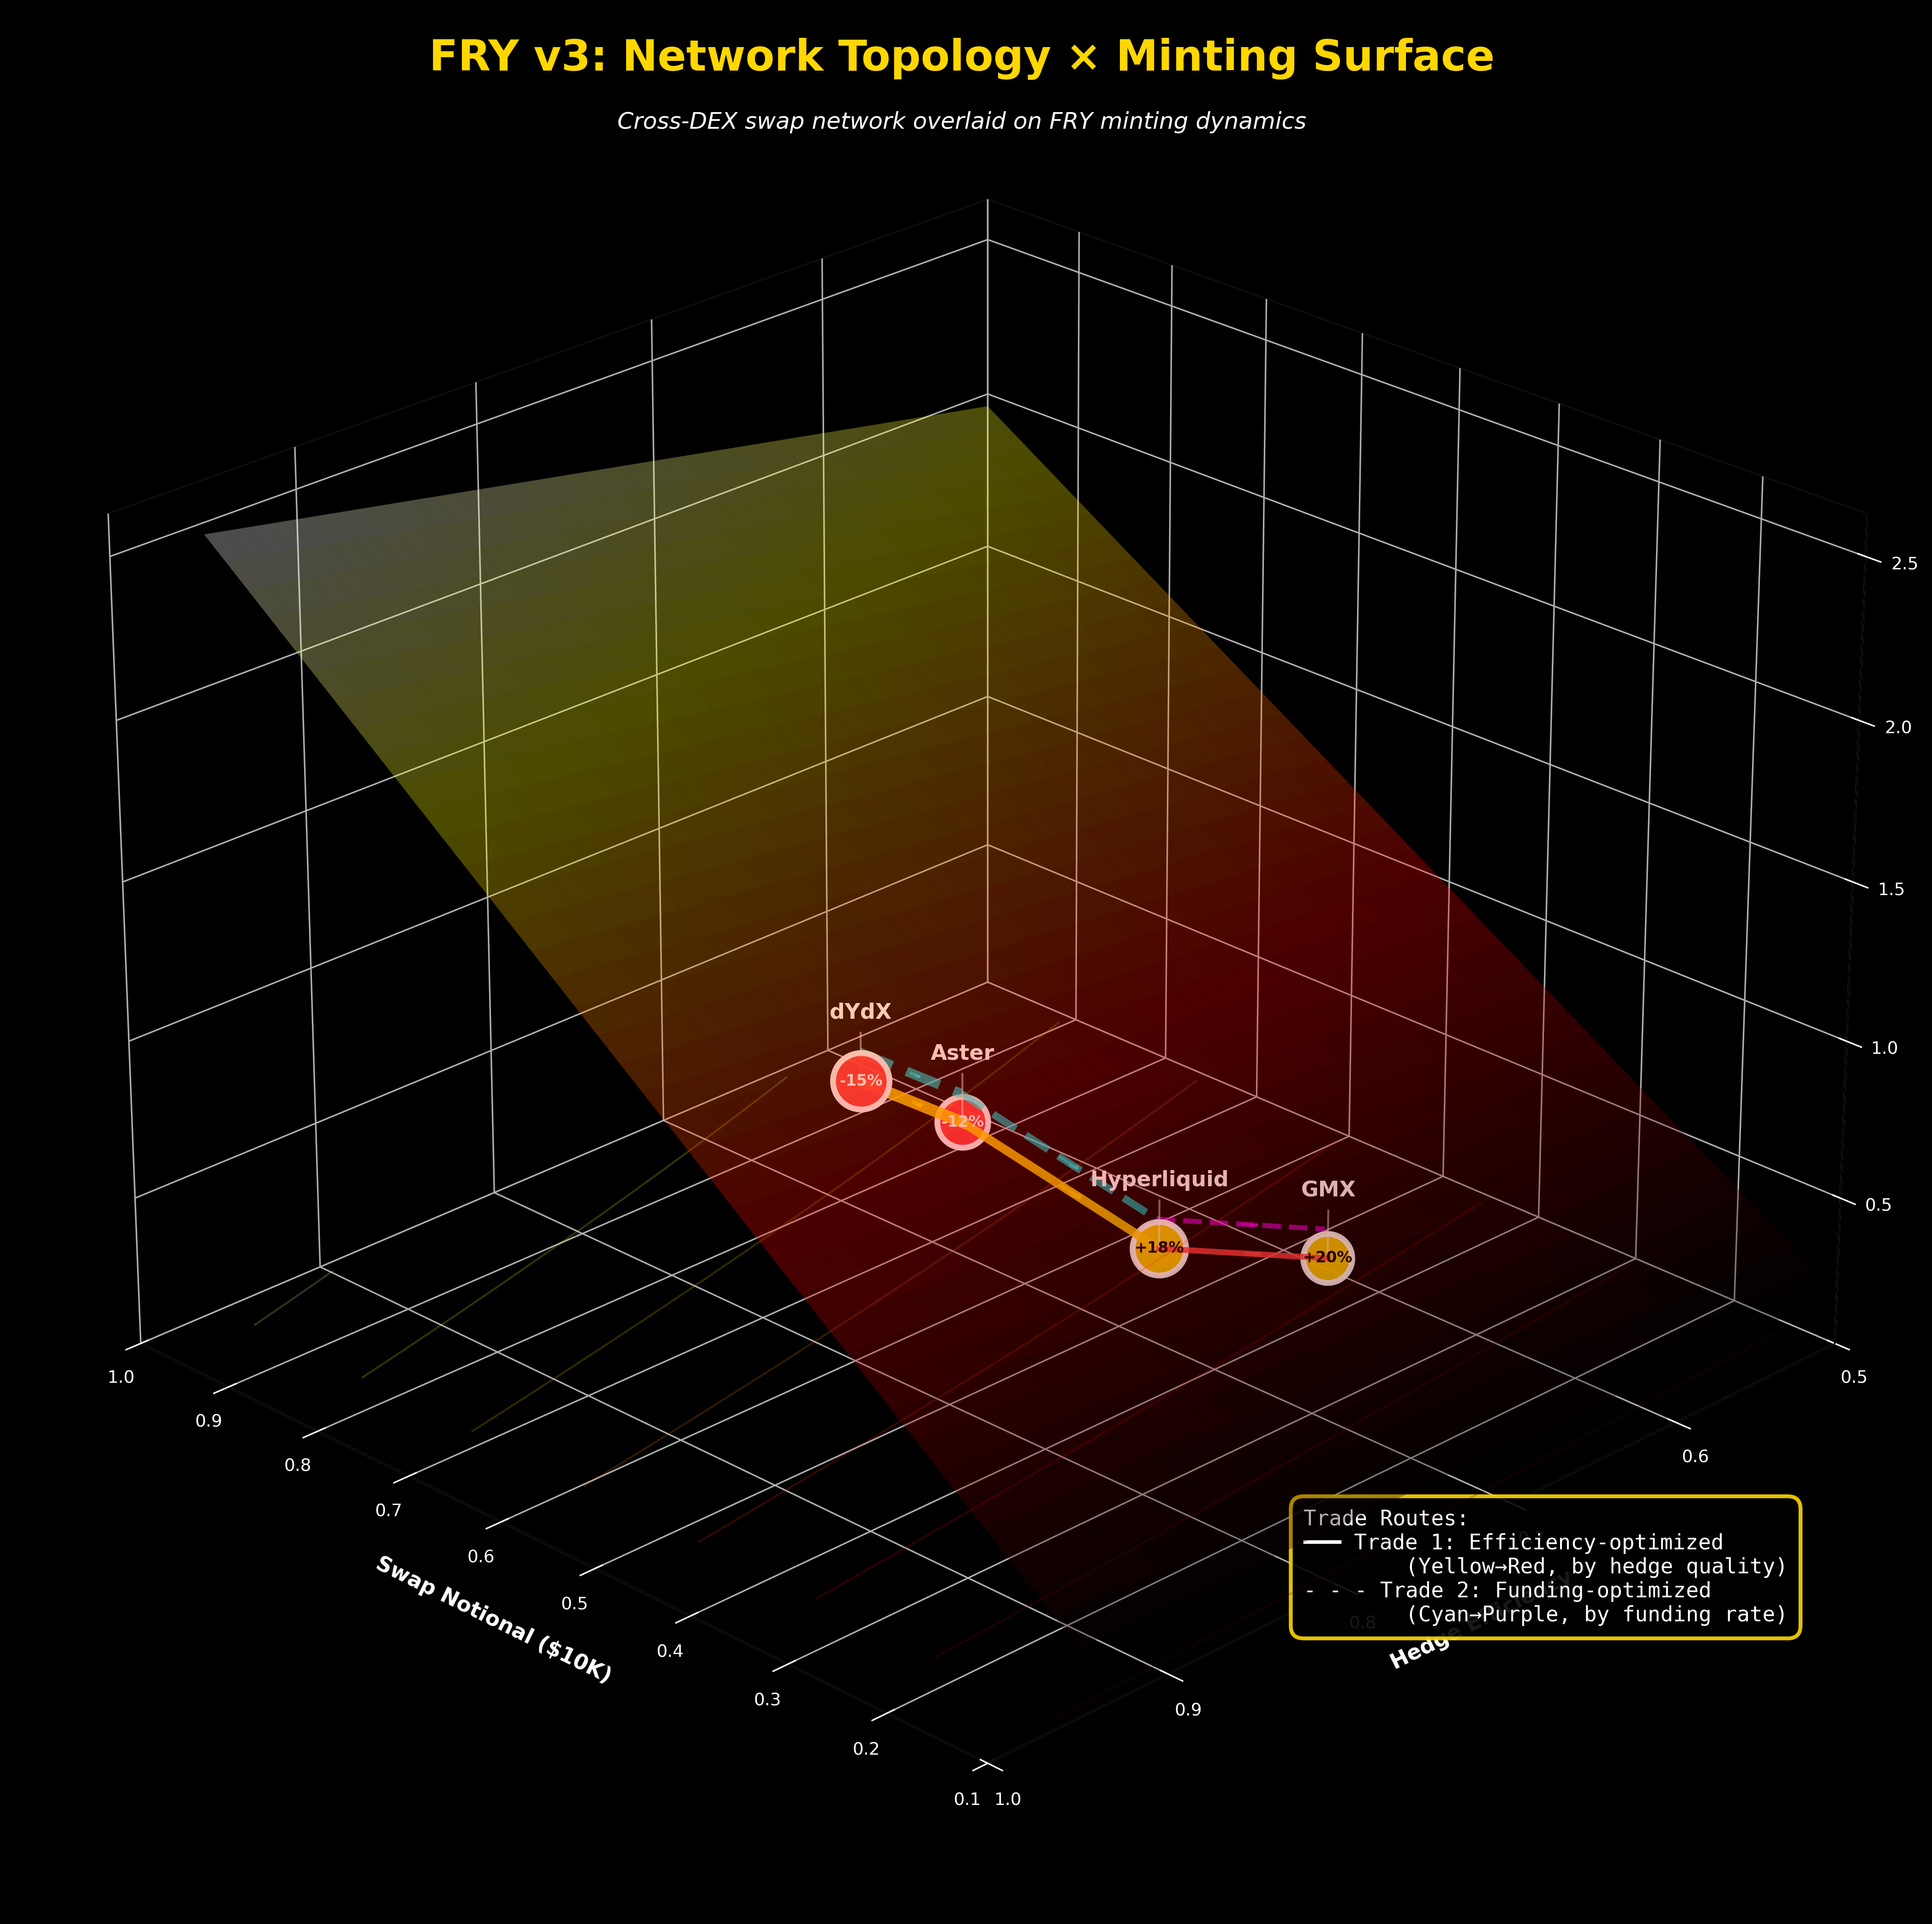 FRY v3: Network Topology × Minting Surface
Cross-DEX swap network overlaid on FRY minting dynamics
2.5
2.0
1.5
1.0
0.5
dYdX
-15%
Aster
-12%
Hyperliquid
+18%
GMX
+20%
1.0
0.9
0.8
0.7
0.6
0.5
0.4
0.3
0.2
0.1
Swap Notional ($10K)
0.5
0.6
0.8
0.9
1.0
Hedge Efficiency
Trade Routes:
Trade 1: Efficiency-optimized
(Yellow→Red, by hedge quality)
- - - Trade 2: Funding-optimized
(Cyan→Purple, by funding rate)